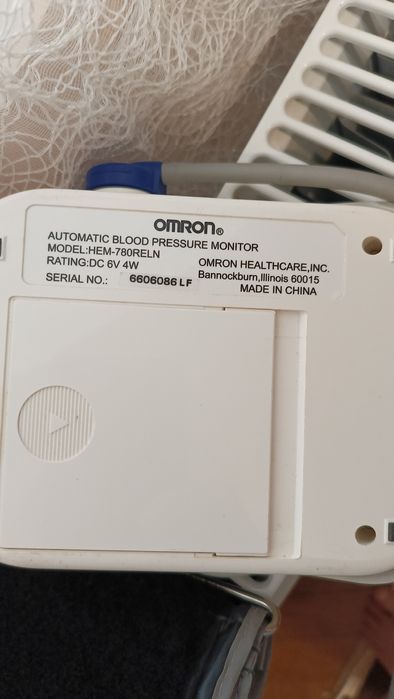 OMRON®
AUTOMATIC BLOOD PRESSURE MONITOR
MODEL:HEM-780RELN
RATING:DC 6V 4W
SERIAL NO.: 6606086 LF
OMRON HEALTHCARE,INC.
Bannockburn,Illinois 60015
MADE IN CHINA